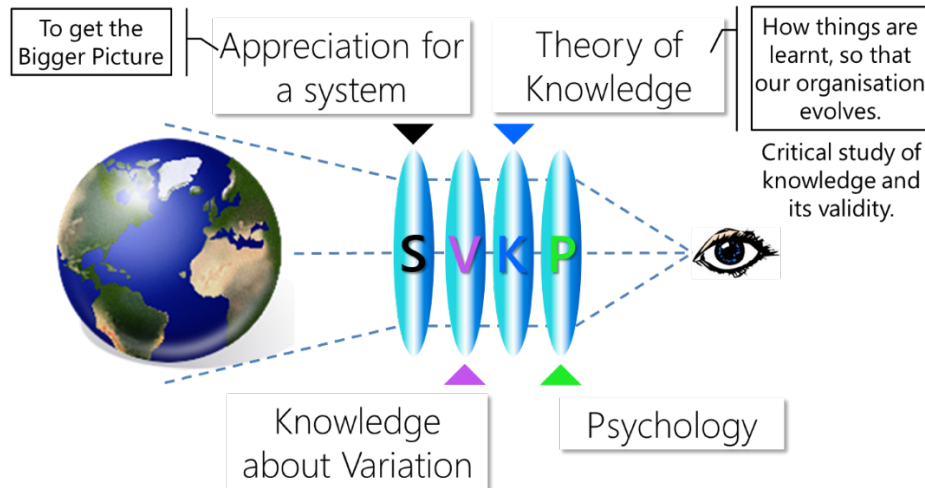 To get the
Bigger Picture
Appreciation for
a system
Theory of
Knowledge
How things are
learnt, so that
our organisation
evolves.
Critical study of
knowledge and
its validity.
S V K P
Knowledge
about Variation
Psychology